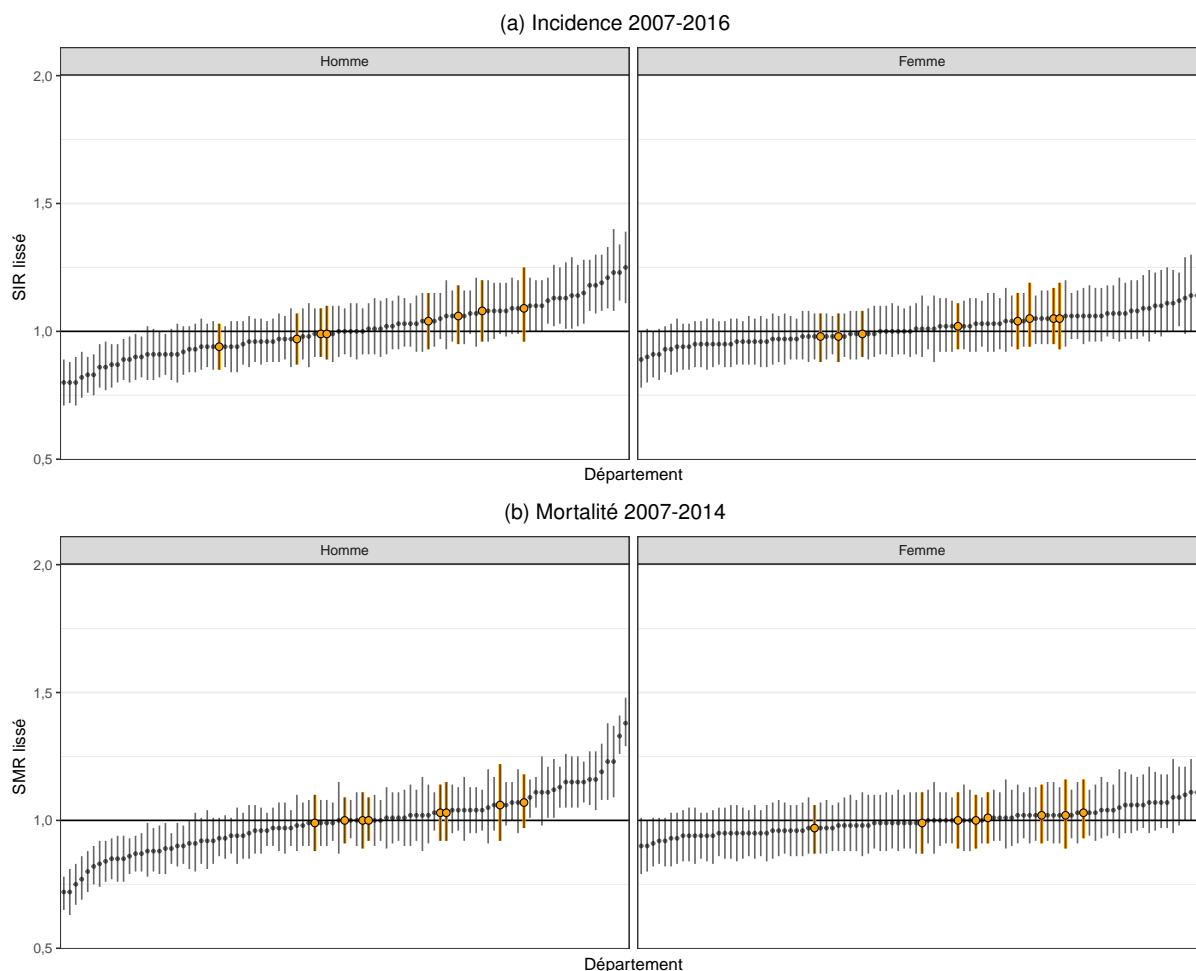 (a) Incidence 2007-2016
Homme
Femme
2,0
1,5
1,0
0,5
SIR lissé
Département
(b) Mortalité 2007-2014
Homme
Femme
2,0
1,5
1,0
0,5
SMR lissé
Département